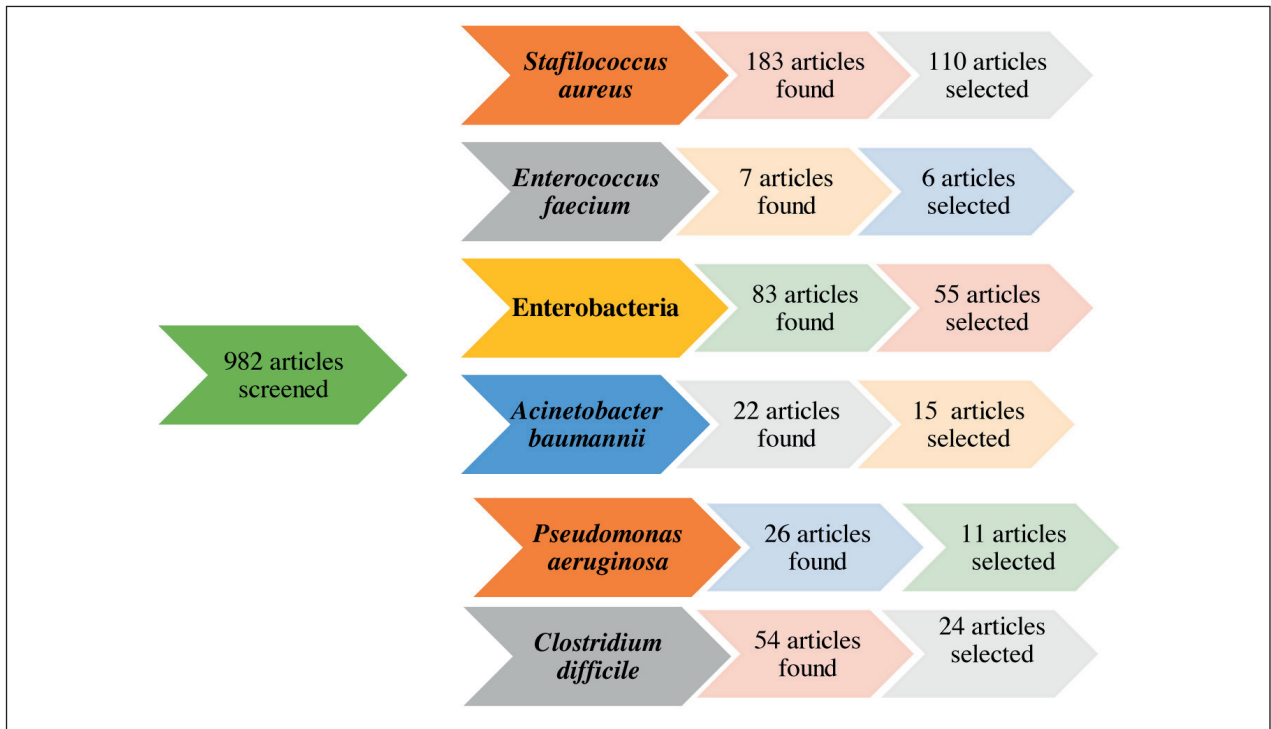 982 articles
screened
Stafilococcus
aureus
183 articles
found
110 articles
selected
Enterococcus
faecium
7 articles
found
6 articles
selected
Enterobacteria
83 articles
found
55 articles
selected
Acinetobacter
baumannii
22 articles
found
15 articles
selected
Pseudomonas
aeruginosa
26 articles
found
11 articles
selected
Clostridium
difficile
54 articles
found
24 articles
selected